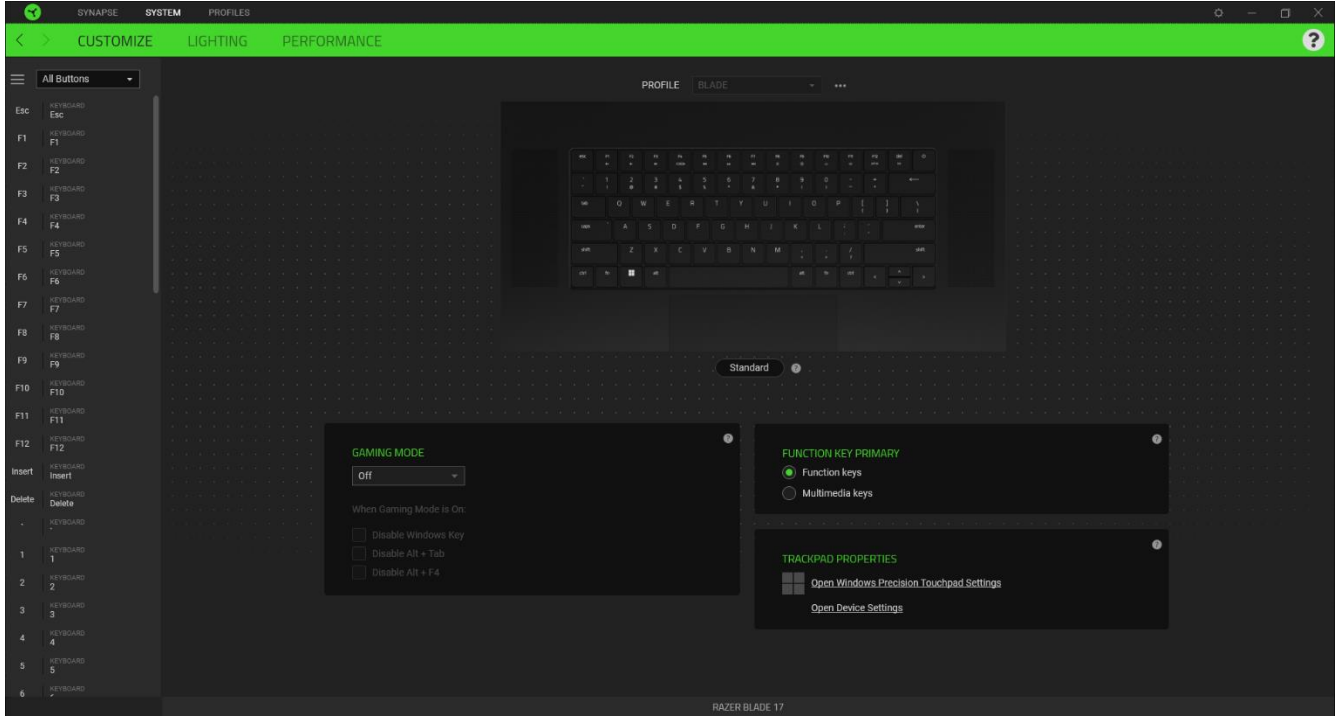 SYNAPSE SYSTEM PROFILES
CUSTOMIZE LIGHTING PERFORMANCE
?
All Buttons
PROFILE BLADE
Esc KEYBOARD
Esc
F1 KEYBOARD
F1
F2 KEYBOARD
F2
F3 KEYBOARD
F3
F4 KEYBOARD
F4
F5 KEYBOARD
F5
F6 KEYBOARD
F6
F7 KEYBOARD
F7
F8 KEYBOARD
F8
F9 KEYBOARD
F9
F10 KEYBOARD
F10
F11 KEYBOARD
F11
F12 KEYBOARD
F12
Insert KEYBOARD
Insert
Delete KEYBOARD
Delete
` KEYBOARD
`
1 KEYBOARD
1
2 KEYBOARD
2
3 KEYBOARD
3
4 KEYBOARD
4
5 KEYBOARD
5
6 KEYBOARD
tab Q W E R T Y U I O P [ ] \
caps A S D F G H J K L enter
shift Z X C V B N M shift
Standard ?
GAMING MODE
Off
When Gaming Mode is On:
Disable Windows Key
Disable Alt + Tab
Disable Alt + F4
FUNCTION KEY PRIMARY
Function keys
Multimedia keys
TRACKPAD PROPERTIES
Open Windows Precision Touchpad Settings
Open Device Settings
RAZER BLADE 17